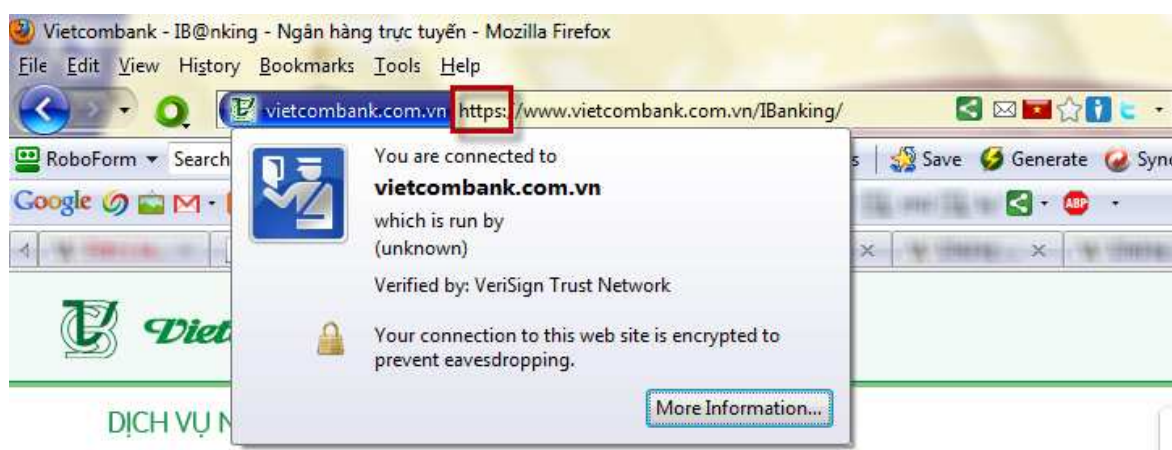 Vietcombank - IB@nking - Ngân hàng trực tuyến - Mozilla Firefox
File Edit View History Bookmarks Tools Help
vietcombank.com.vn https://www.vietcombank.com.vn/IBanking/
RoboForm Search Save Generate Sync
Google ABP
You are connected to
vietcombank.com.vn
which is run by
(unknown)
Verified by: VeriSign Trust Network
Your connection to this web site is encrypted to
prevent eavesdropping.
More Information...
Viet
DỊCH VỤ N